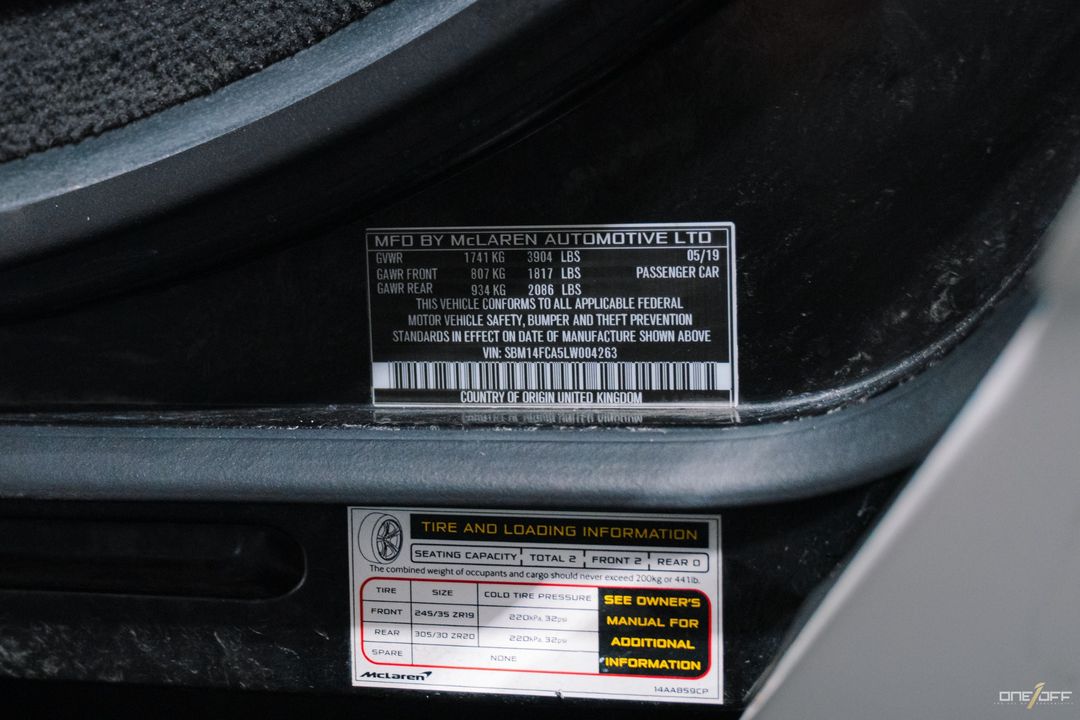 MFD BY McLAREN AUTOMOTIVE LTD
GVWR 1741 KG 3904 LBS 05/19
GAWR FRONT 807 KG 1817 LBS PASSENGER CAR
GAWR REAR 934 KG 2086 LBS
THIS VEHICLE CONFORMS TO ALL APPLICABLE FEDERAL
MOTOR VEHICLE SAFETY, BUMPER AND THEFT PREVENTION
STANDARDS IN EFFECT ON DATE OF MANUFACTURE SHOWN ABOVE
VIN: SBM14FCA5LW004263
COUNTRY OF ORIGIN UNITED KINGDOM
TIRE AND LOADING INFORMATION
SEATING CAPACITY TOTAL 2 FRONT 2 REAR 0
The combined weight of occupants and cargo should never exceed 200kg or 441lb.
TIRE SIZE COLD TIRE PRESSURE
FRONT 245/35 ZR19 220kPa, 32psi
REAR 305/30 ZR20 220kPa, 32psi
SPARE NONE
SEE OWNER'S
MANUAL FOR
ADDITIONAL
INFORMATION
McLaren
14AAB59CP
ONE/OFF